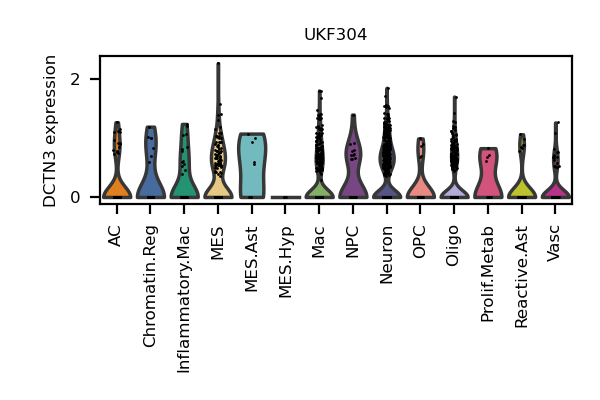 UKF304
DCTN3 expression
2
0
AC
Chromatin.Reg
Inflammatory.Mac
MES
MES.Ast
MES.Hyp
Mac
NPC
Neuron
OPC
Oligo
Prolif.Metab
Reactive.Ast
Vasc